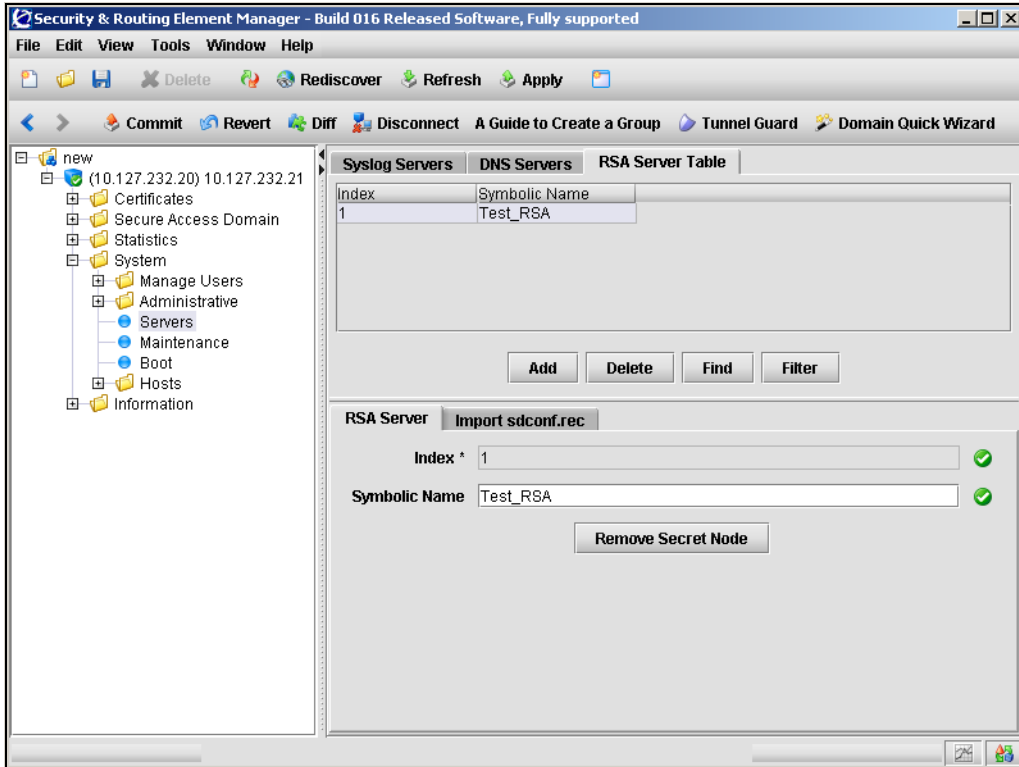 Security & Routing Element Manager - Build 016 Released Software, Fully supported
File Edit View Tools Window Help
Delete Rediscover Refresh Apply
Commit Revert Diff Disconnect A Guide to Create a Group Tunnel Guard Domain Quick Wizard
new
(10.127.232.20) 10.127.232.21
Certificates
Secure Access Domain
Statistics
System
Manage Users
Administrative
Servers
Maintenance
Boot
Hosts
Information
Syslog Servers DNS Servers RSA Server Table
Index Symbolic Name
1 Test_RSA
Add Delete Find Filter
RSA Server Import sdconf.rec
Index * 1
Symbolic Name Test_RSA
Remove Secret Node